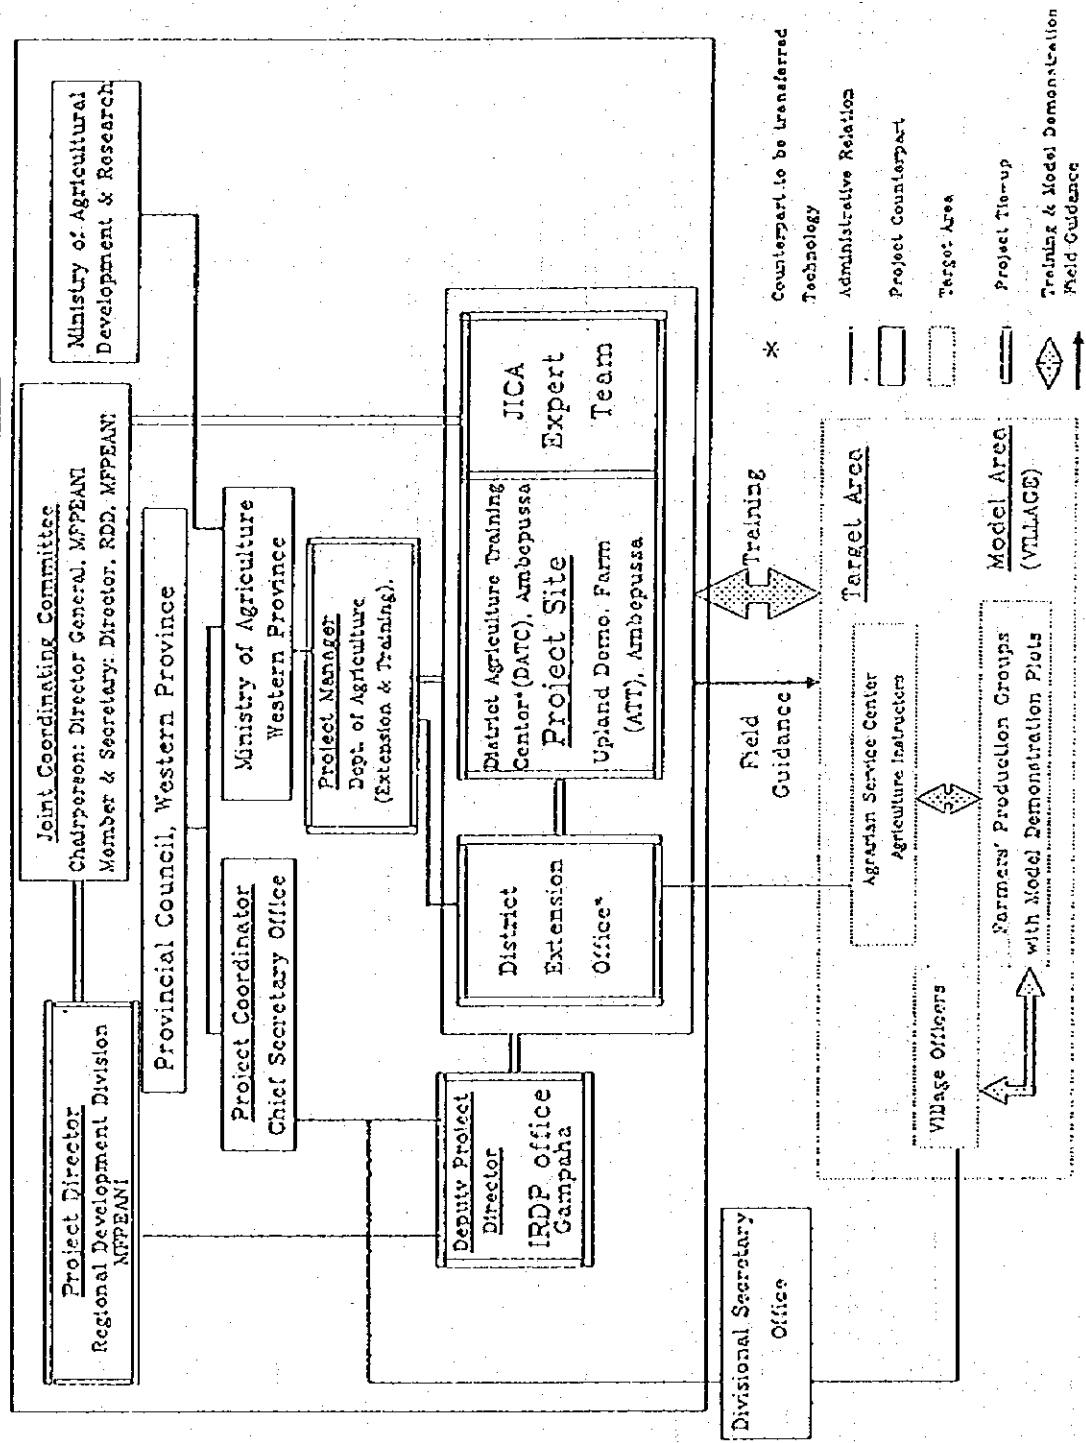 Project Director
Regional Development Division
MFPEANI
Joint Coordinating Committee
Chairperson: Director General, MFPEANI
Member & Secretary: Director, RDD, MFPEANI
Ministry of Agricultural
Development & Research
Provincial Council, Western Province
Project Coordinator
Chief Secretary Office
Ministry of Agriculture
Western Province
Project Manager
Dept. of Agriculture
(Extension & Training),
Deputy Project
Director
IRDP office
Gampaha
District
Extension
Office*
District Agriculture Training
Center*(DATC), Ambepussa
Project Site
Upland Demo. Farm
(ATT), Ambepussa
JICA
Expert
Team
Field
Guidance
Training
Divisional Secretary
Office
Target Area
Agrarian Service Center
Agriculture Instructors
Village Officers
Farmers' Production Groups
with Model Demonstration Plots
Model Area
(VILLAGE)
* Counterpart to be transferred
Technology
Administrative Relation
Project Counterpart
Target Area
Project Tie-up
Training & Model Demonstration
Field Guidance